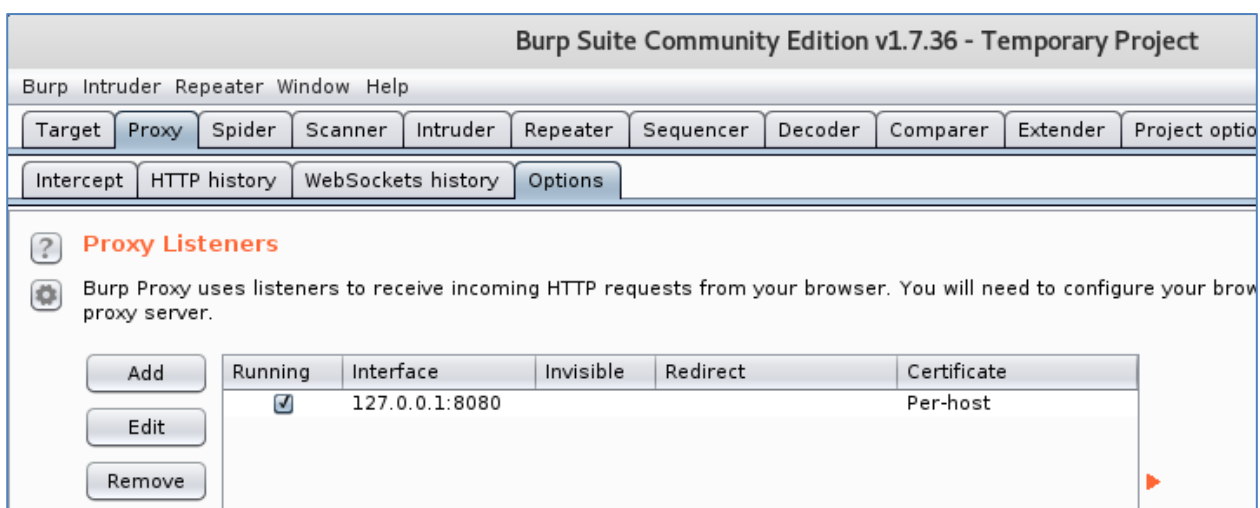 Burp Suite Community Edition v1.7.36 - Temporary Project
Burp Intruder Repeater Window Help
Target Proxy Spider Scanner Intruder Repeater Sequencer Decoder Comparer Extender Project optio
Intercept HTTP history WebSockets history Options
? Proxy Listeners
Burp Proxy uses listeners to receive incoming HTTP requests from your browser. You will need to configure your brow
proxy server.
Add Running Interface Invisible Redirect Certificate
127.0.0.1:8080 Per-host
Edit
Remove